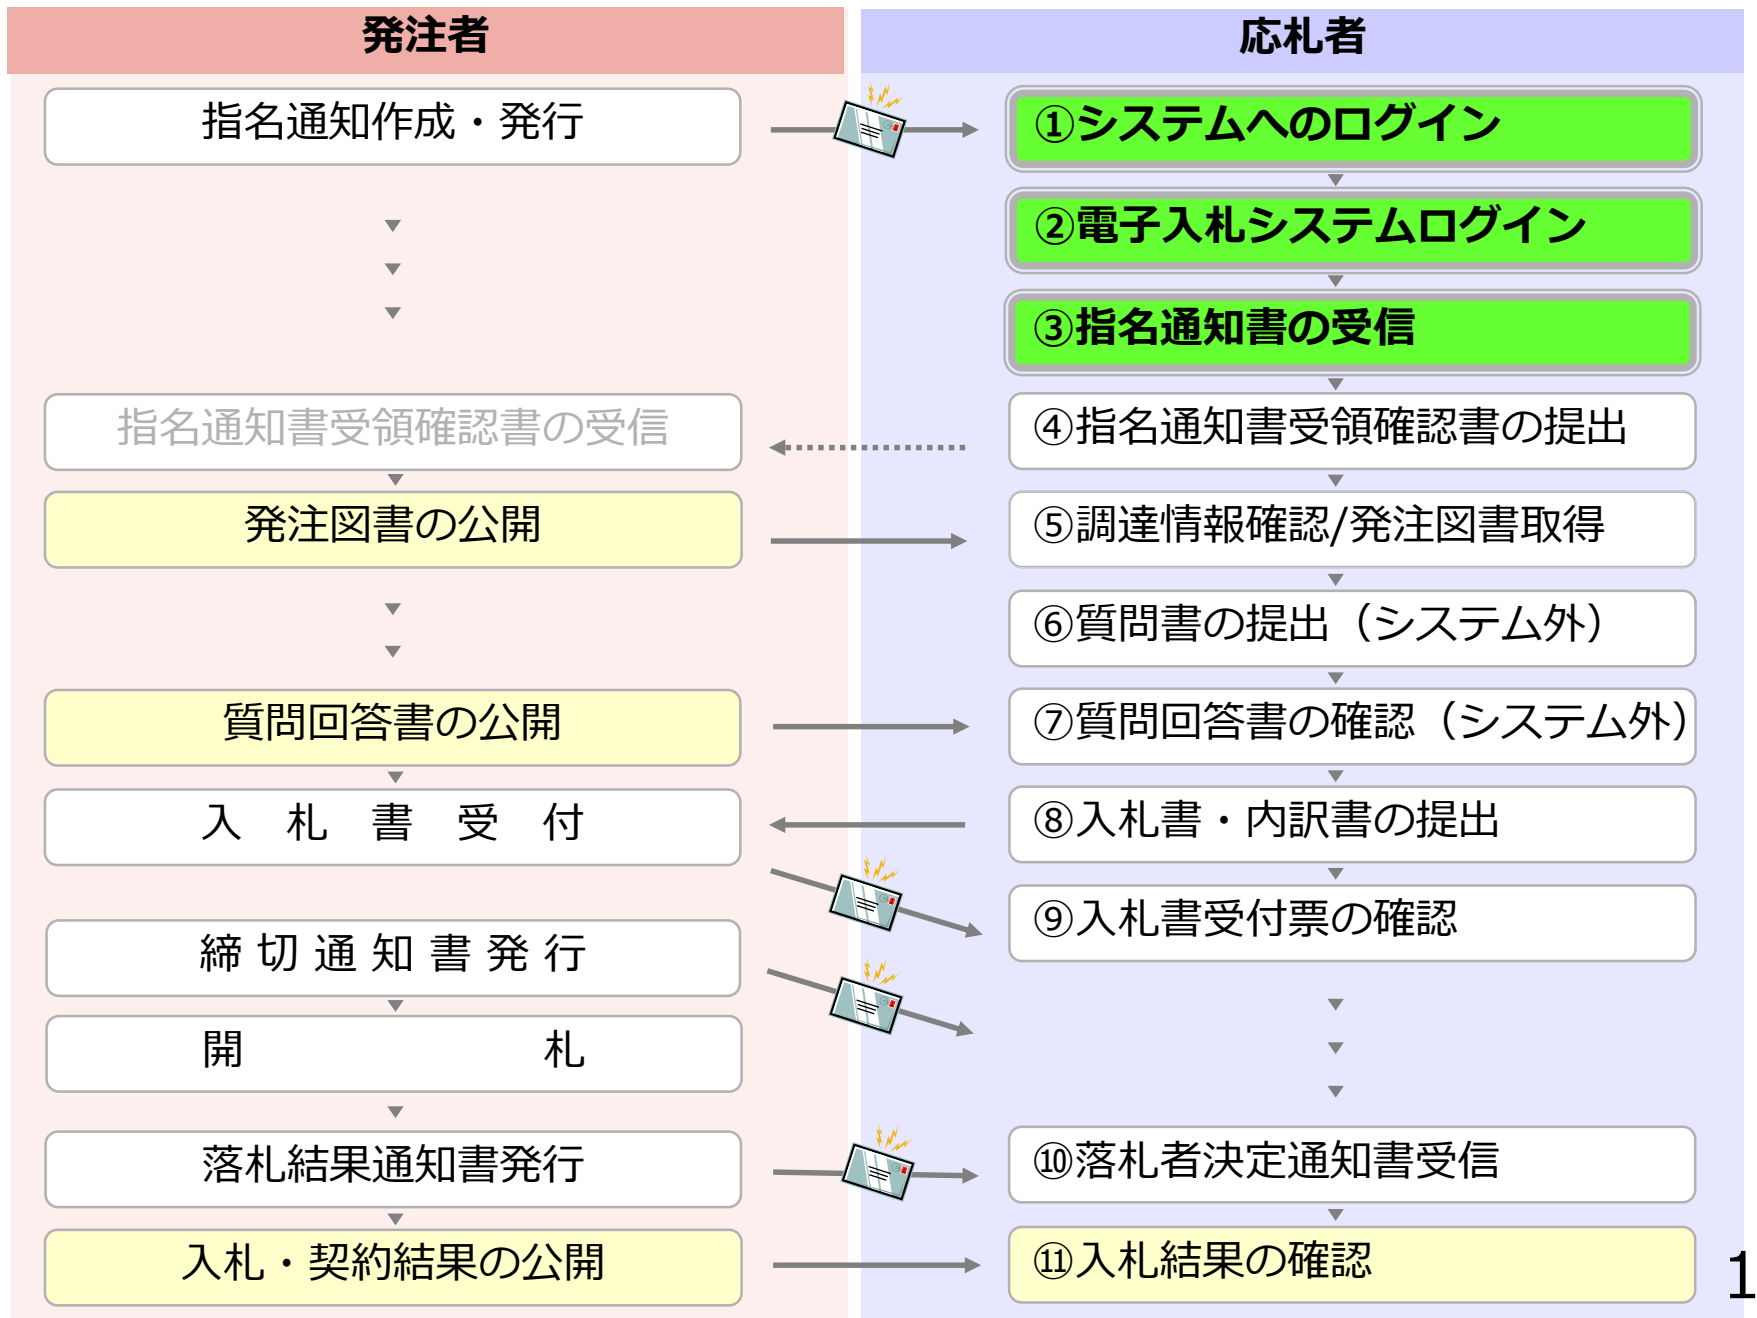 発注者
指名通知作成・発行
指名通知書受領確認書の受信
発注図書の公開
質問回答書の公開
入　札　書　受　付
締 切 通 知 書 発 行
開　　　　　　　札
落札結果通知書発行
入札・契約結果の公開
応札者
①システムへのログイン
②電子入札システムログイン
③指名通知書の受信
④指名通知書受領確認書の提出
⑤調達情報確認/発注図書取得
⑥質問書の提出（システム外）
⑦質問回答書の確認（システム外）
⑧入札書・内訳書の提出
⑨入札書受付票の確認
⑩落札者決定通知書受信
⑪入札結果の確認
1